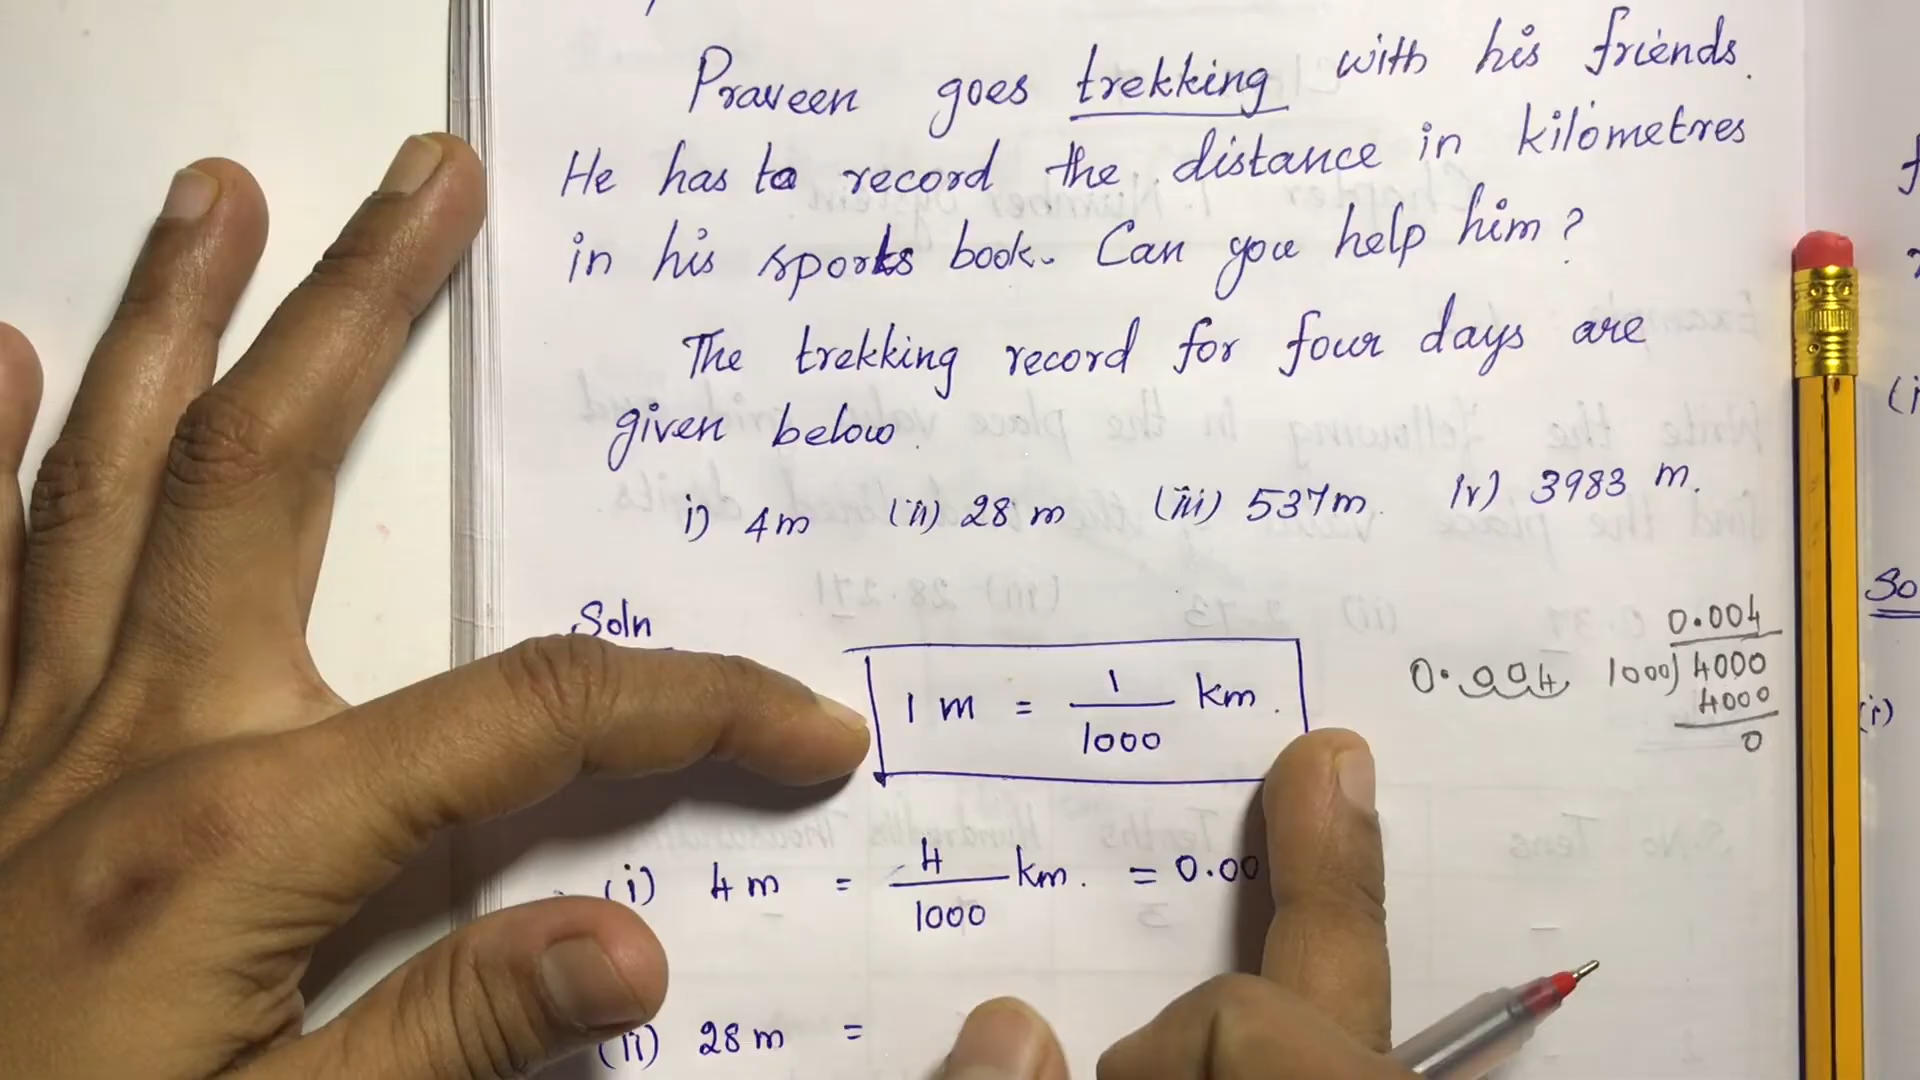 Praveen goes trekking with his friends.
He has to record the distance in kilometres
in his sports book. Can you help him?
The trekking record for four days are
given below.
i) 4m (ii) 28 m (iii) 537m iv) 3983 m.
Soln
1 m = 1/1000 km.
0.004
0.004 1000) 4000
4000
0
(i) 4m = 4/1000 km. = 0.00
(ii) 28 m =
So
(i)